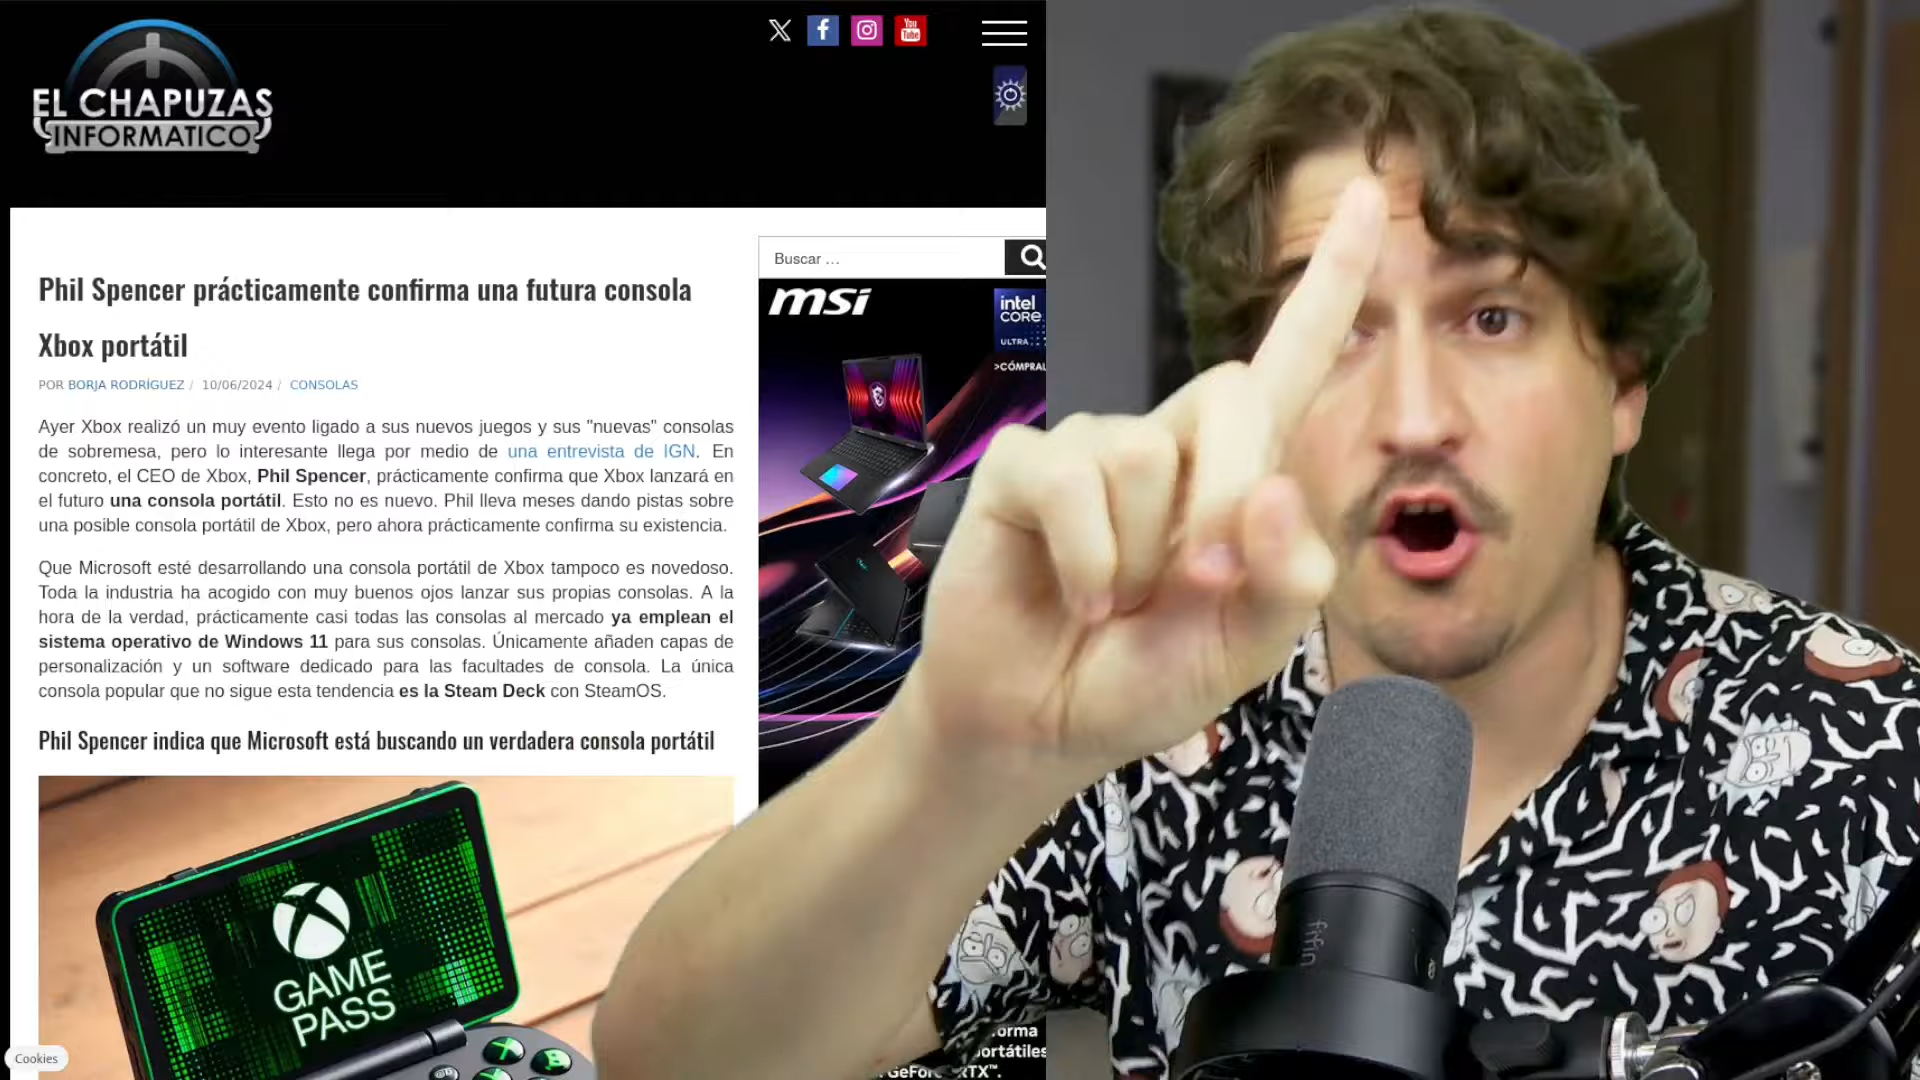 EL CHAPUZAS
INFORMATICO
You
Tube
Phil Spencer prácticamente confirma una futura consola
Xbox portátil
POR BORJA RODRÍGUEZ / 10/06/2024 / CONSOLAS
Ayer Xbox realizó un muy evento ligado a sus nuevos juegos y sus "nuevas" consolas
de sobremesa, pero lo interesante llega por medio de una entrevista de IGN. En
concreto, el CEO de Xbox, Phil Spencer, prácticamente confirma que Xbox lanzará en
el futuro una consola portátil. Esto no es nuevo. Phil lleva meses dando pistas sobre
una posible consola portátil de Xbox, pero ahora prácticamente confirma su existencia.
Que Microsoft esté desarrollando una consola portátil de Xbox tampoco es novedoso.
Toda la industria ha acogido con muy buenos ojos lanzar sus propias consolas. A la
hora de la verdad, prácticamente casi todas las consolas al mercado ya emplean el
sistema operativo de Windows 11 para sus consolas. Únicamente añaden capas de
personalización y un software dedicado para las facultades de consola. La única
consola popular que no sigue esta tendencia es la Steam Deck con SteamOS.
Phil Spencer indica que Microsoft está buscando un verdadera consola portátil
GAME
PASS
Cookies
Buscar …
msi
intel
CORE
ULTRA
>CÓMPRAL
orma
ortátiles
GeFor RTX™.
fifin